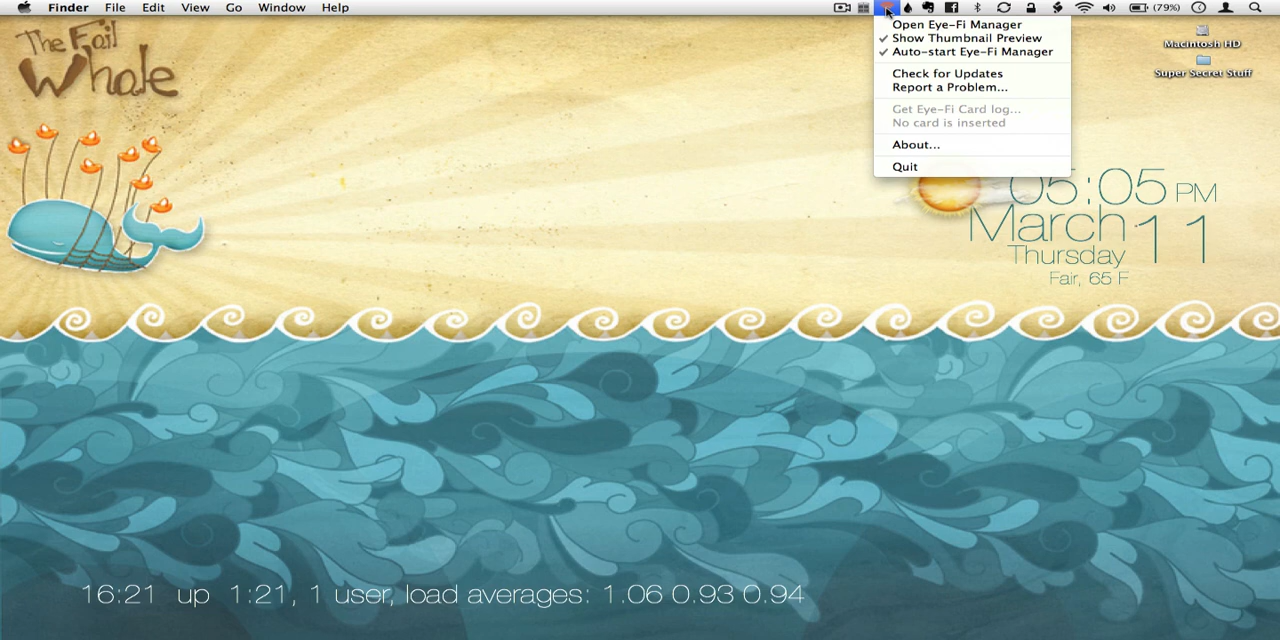 Finder File Edit View Go Window Help (79%)
Open Eye-Fi Manager
Show Thumbnail Preview
Auto-start Eye-Fi Manager
Check for Updates
Report a Problem...
Get Eye-Fi Card log...
No card is inserted
About...
Quit
The Fail
Whale
Macintosh HD
Super Secret Stuff
05:05 PM
March 11
Thursday
Fair, 65 F
16:21 up 1:21, 1 user, load averages: 1.06 0.93 0.94